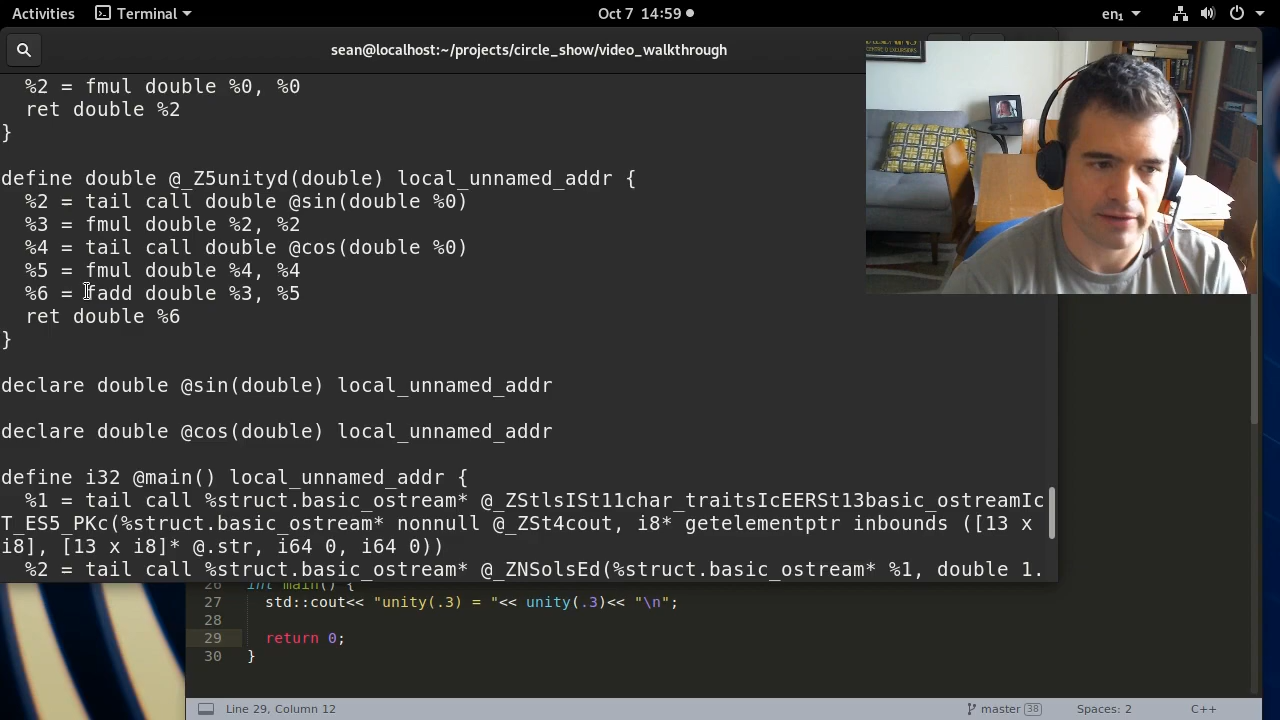 Activities Terminal Oct 7 14:59 en₁
sean@localhost:~/projects/circle_show/video_walkthrough
%2 = fmul double %0, %0
ret double %2
}
define double @_Z5unityd(double) local_unnamed_addr {
%2 = tail call double @sin(double %0)
%3 = fmul double %2, %2
%4 = tail call double @cos(double %0)
%5 = fmul double %4, %4
%6 = fadd double %3, %5
ret double %6
}
declare double @sin(double) local_unnamed_addr
declare double @cos(double) local_unnamed_addr
define i32 @main() local_unnamed_addr {
%1 = tail call %struct.basic_ostream* @_ZStlsISt11char_traitsIcEERSt13basic_ostreamIc
T_ES5_PKc(%struct.basic_ostream* nonnull @_ZSt4cout, i8* getelementptr inbounds ([13 x
i8], [13 x i8]* @.str, i64 0, i64 0))
%2 = tail call %struct.basic_ostream* @_ZNSolsEd(%struct.basic_ostream* %1, double 1.
26 int main() {
27 std::cout<< "unity(.3) = "<< unity(.3)<< "\n";
28
29 return 0;
30 }
Line 29, Column 12 master 38 Spaces: 2 C++